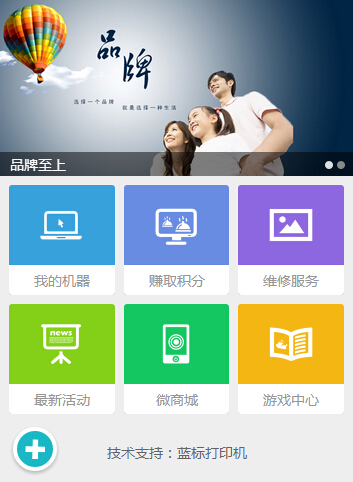 品牌
选择一个品牌
就是选择一种生活
品牌至上
我的机器
赚取积分
维修服务
news
最新活动
微商城
游戏中心
技术支持：蓝标打印机